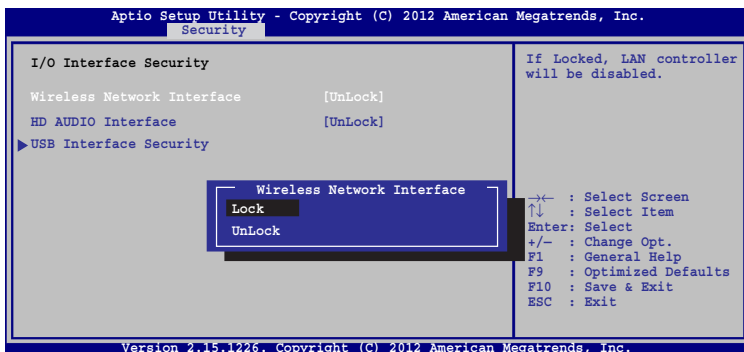 Aptio Setup Utility - Copyright (C) 2012 American Megatrends, Inc.
Security
I/O Interface Security
Wireless Network Interface [UnLock]
HD AUDIO Interface [UnLock]
USB Interface Security
If Locked, LAN controller
will be disabled.
Wireless Network Interface
Lock
UnLock
→← : Select Screen
↑↓ : Select Item
Enter: Select
+/— : Change Opt.
F1 : General Help
F9 : Optimized Defaults
F10 : Save & Exit
ESC : Exit
Version 2.15.1226. Copyright (C) 2012 American Megatrends, Inc.